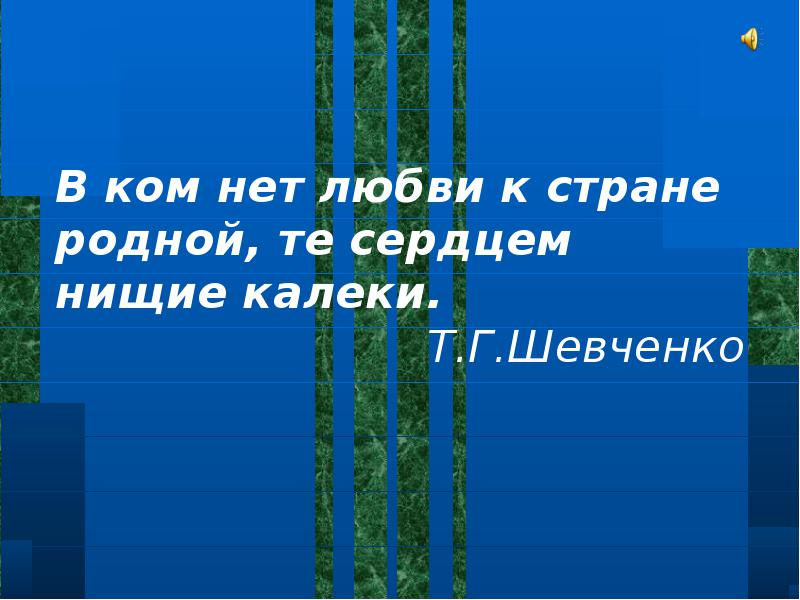 В ком нет любви к стране
родной, те сердцем
нищие калеки.
Т.Г.Шевченко